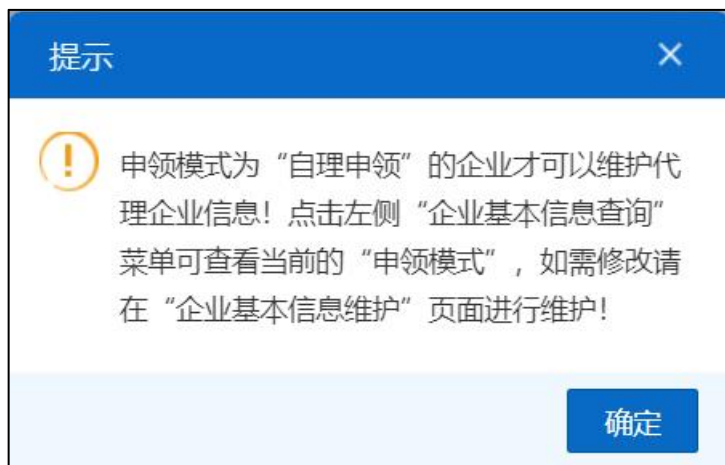 提示
申领模式为“自理申领”的企业才可以维护代
理企业信息！点击左侧“企业基本信息查询”
菜单可查看当前的“申领模式”，如需修改请
在“企业基本信息维护”页面进行维护！
确定